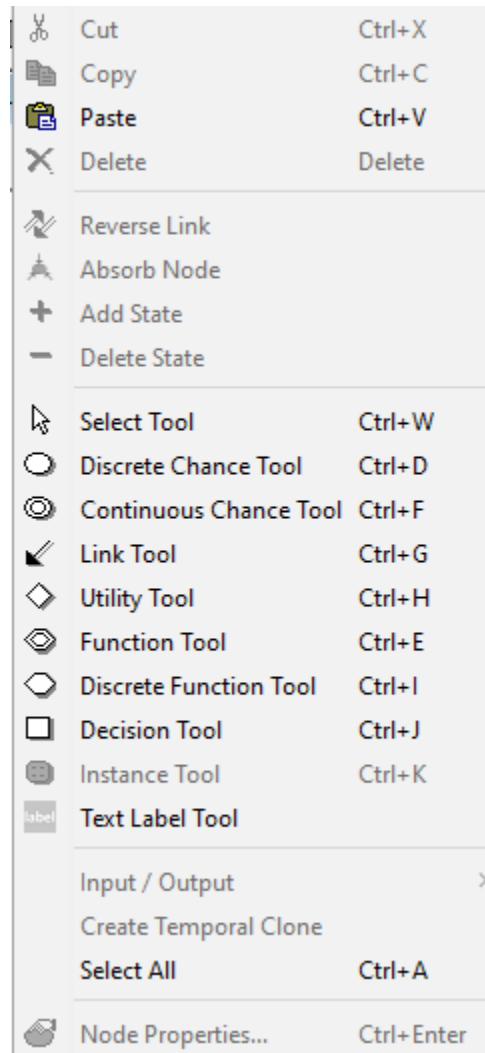 Cut Ctrl+X
Copy Ctrl+C
Paste Ctrl+V
Delete Delete
Reverse Link
Absorb Node
Add State
Delete State
Select Tool Ctrl+W
Discrete Chance Tool Ctrl+D
Continuous Chance Tool Ctrl+F
Link Tool Ctrl+G
Utility Tool Ctrl+H
Function Tool Ctrl+E
Discrete Function Tool Ctrl+I
Decision Tool Ctrl+J
Instance Tool Ctrl+K
label Text Label Tool
Input / Output
Create Temporal Clone
Select All Ctrl+A
Node Properties... Ctrl+Enter